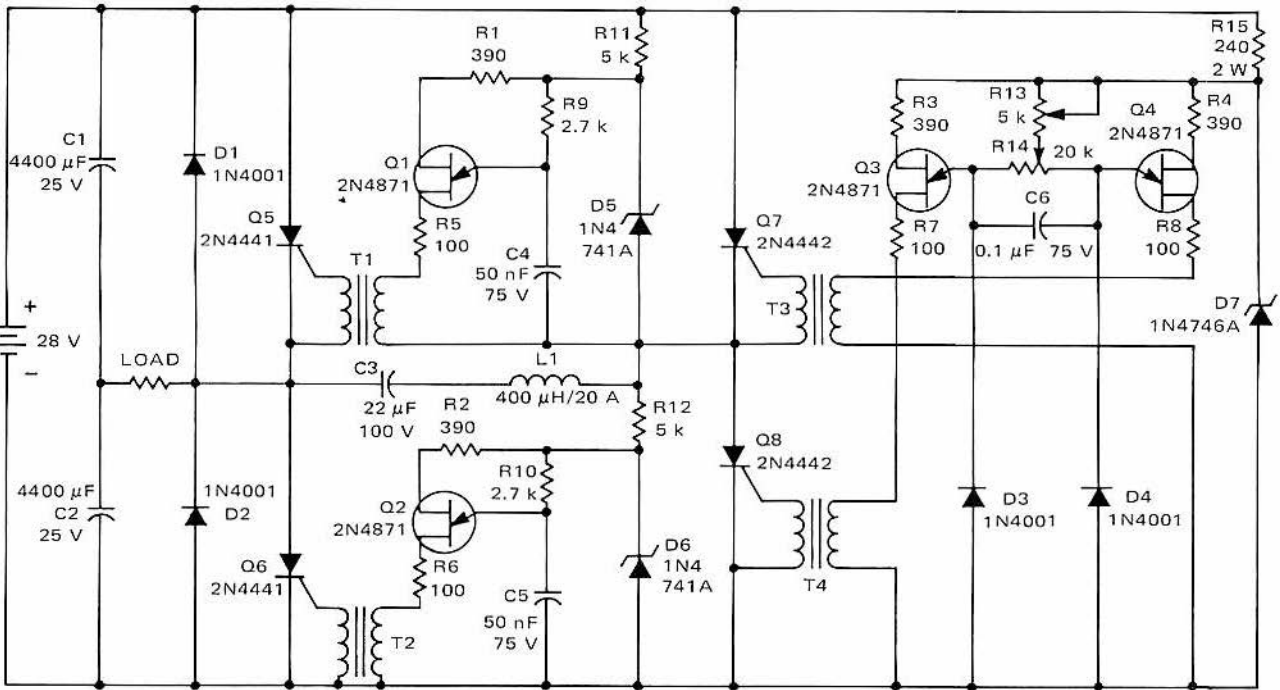 C1
4400 µF
25 V
+
28 V
−
LOAD
4400 µF
C2
25 V
D1
1N4001
1N4001
D2
Q5
2N4441
Q6
2N4441
R1
390
Q1
2N4871
R5
100
T1
R9
2.7 k
C4
50 nF
75 V
R11
5 k
D5
1N4
741A
C3
22 µF
100 V
L1
400 µH/20 A
R2
390
R12
5 k
R10
2.7 k
Q2
2N4871
R6
100
C5
50 nF
75 V
T2
D6
1N4
741A
Q7
2N4442
T3
Q8
2N4442
T4
R3
390
Q3
2N4871
R7
100
R13
5 k
R14
20 k
C6
0.1 µF
75 V
Q4
2N4871
R4
390
R8
100
R15
240
2 W
D7
1N4746A
D3
1N4001
D4
1N4001